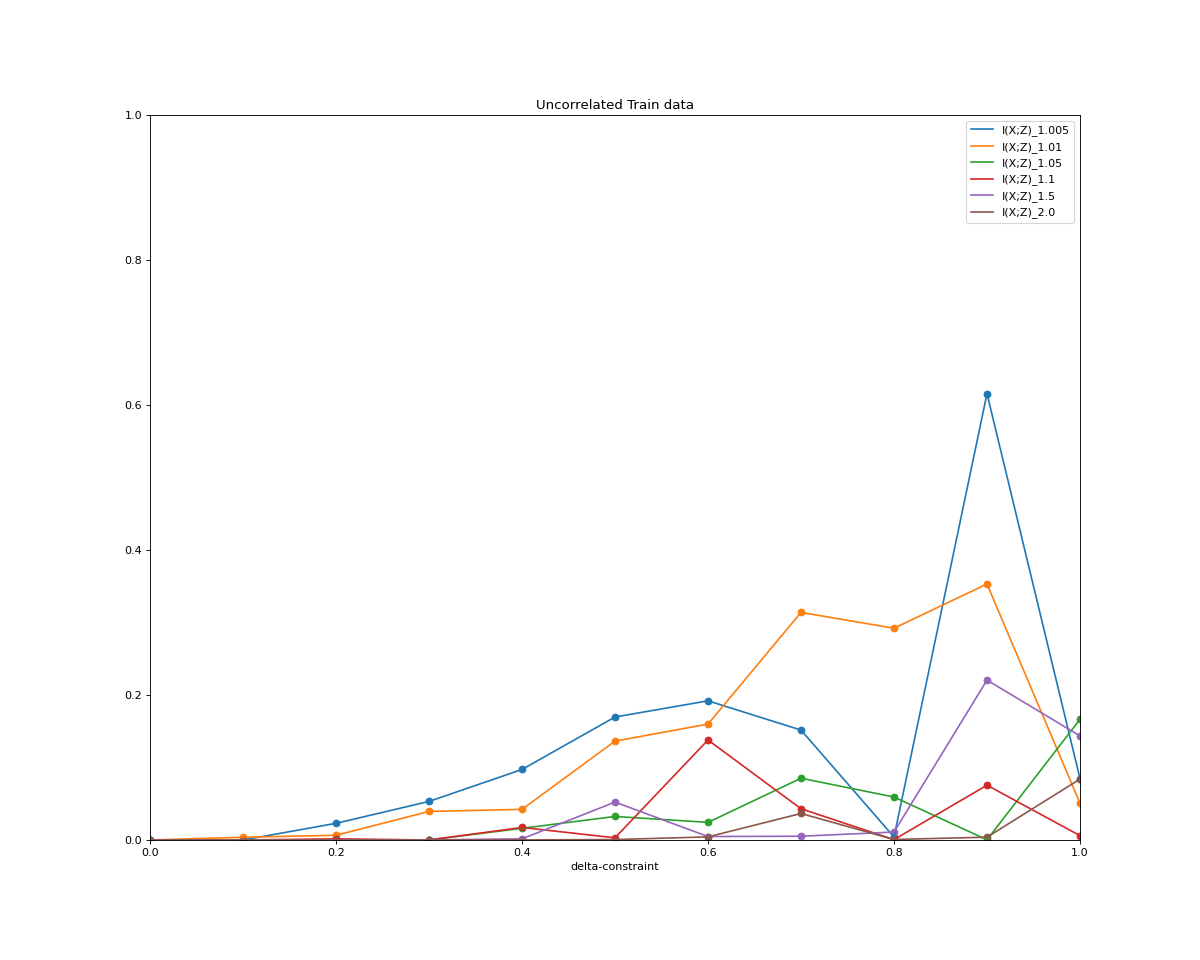 Uncorrelated Train data
1.0
0.8
0.6
0.4
0.2
0.0
I(X;Z)_1.005
I(X;Z)_1.01
I(X;Z)_1.05
I(X;Z)_1.1
I(X;Z)_1.5
I(X;Z)_2.0
0.0 0.2 0.4 0.6 0.8 1.0
delta-constraint